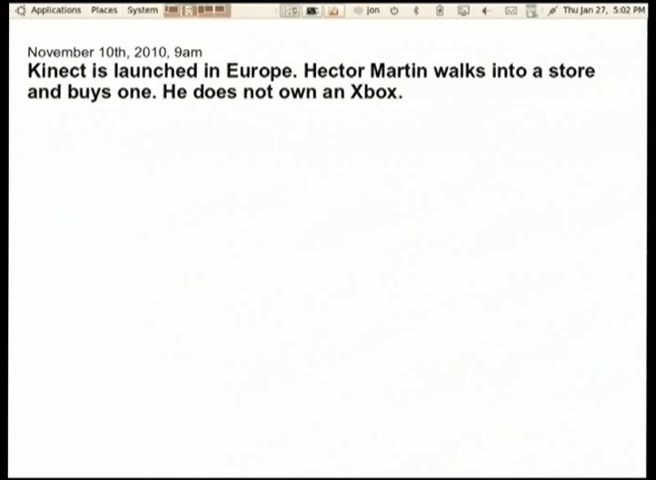 Applications Places System jon Thu Jan 27, 5:02 PM
November 10th, 2010, 9am
Kinect is launched in Europe. Hector Martin walks into a store
and buys one. He does not own an Xbox.